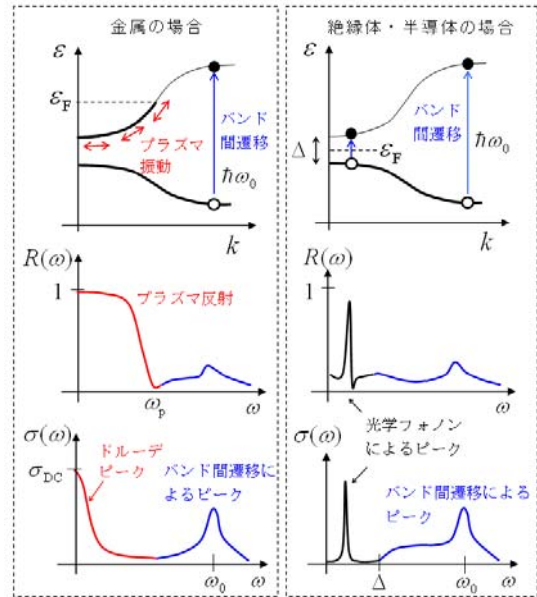 金属の場合
ε
ε_F
プラズマ
振動
バンド
間遷移
ħω₀
k
R(ω)
1
プラズマ反射
ω_p
ω
σ(ω)
σ_DC
ドルーデ
ピーク
バンド間遷移に
よるピーク
ω₀
ω
絶縁体・半導体の場合
ε
Δ
ε_F
バンド
間遷移
ħω₀
k
R(ω)
1
ω
光学フォノン
によるピーク
σ(ω)
バンド間遷移による
ピーク
Δ
ω₀
ω